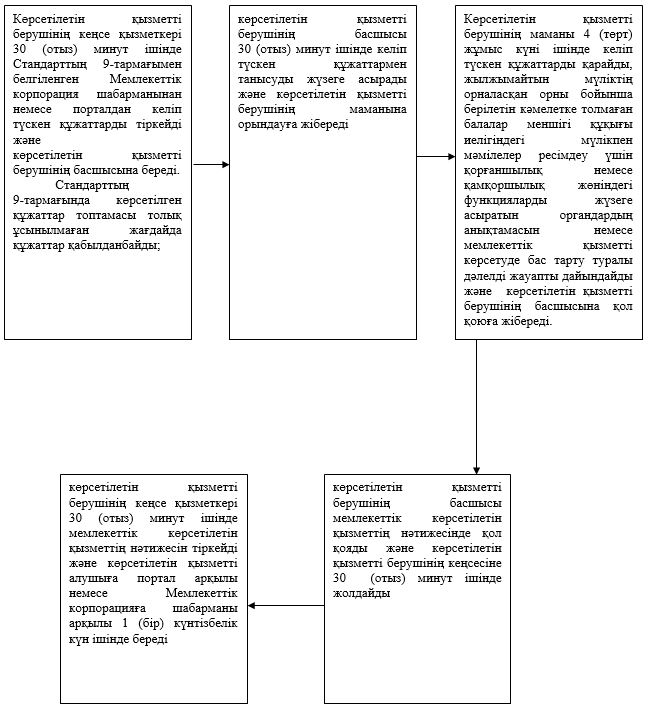 Көрсетілетін қызметті
берушінің кеңсе қызметкері
30 (отыз) минут ішінде
Стандарттың 9-тармағымен
белгіленген Мемлекеттік
корпорация шабарманынан
немесе порталдан келіп
түскен құжаттарды тіркейді
және
көрсетілетін қызметті
берушінің басшысына береді.
Стандарттың
9-тармағында көрсетілген
құжаттар топтамасы толық
ұсынылмаған жағдайда
құжаттар қабылданбайды;
көрсетілетін қызметті
берушінің басшысы
30 (отыз) минут ішінде келіп
түскен құжаттармен
танысуды жүзеге асырады
және көрсетілетін қызметті
берушінің маманына
орындауға жібереді
Көрсетілетін қызметті
берушінің маманы 4 (төрт)
жұмыс күні ішінде келіп
түскен құжаттарды қарайды,
жылжымайтын мүліктің
орналасқан орны бойынша
берілетін кәмелетке толмаған
балалар меншігі құқығы
иелігіндегі мүлікпен
мәмілелер ресімдеу үшін
қорғаншылық немесе
қамқоршылық жөніндегі
функцияларды жүзеге
асыратын органдардың
анықтамасын немесе
мемлекеттік қызметті
көрсетуде бас тарту туралы
дәлелді жауапты дайындайды
және көрсетілетін қызметті
берушінің басшысына қол
қоюға жібереді.
көрсетілетін қызметті
берушінің басшысы
мемлекеттік көрсетілетін
қызметтің нәтижесінде қол
қояды және көрсетілетін
қызметті берушінің кеңсесіне
30 (отыз) минут ішінде
жолдайды
көрсетілетін қызметті
берушінің кеңсе қызметкері
30 (отыз) минут ішінде
мемлекеттік көрсетілетін
қызметтің нәтижесін тіркейді
және көрсетілетін қызметті
алушыға портал арқылы
немесе Мемлекеттік
корпорацияға шабарманы
арқылы 1 (бір) күнтізбелік
күн ішінде береді